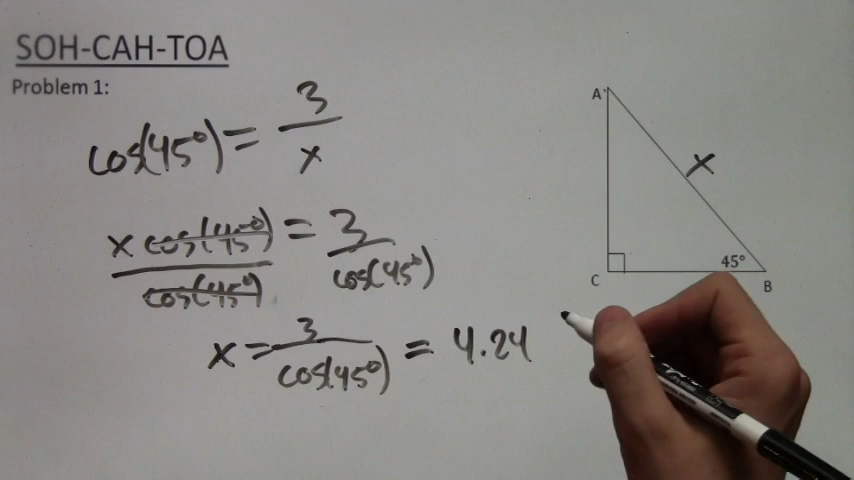 SOH-CAH-TOA
Problem 1:
cos(45°) = 3/x
x cos(45°)/cos(45°) = 3/cos(45°)
x = 3/cos(45°) = 4.24
A
x
45°
C
B